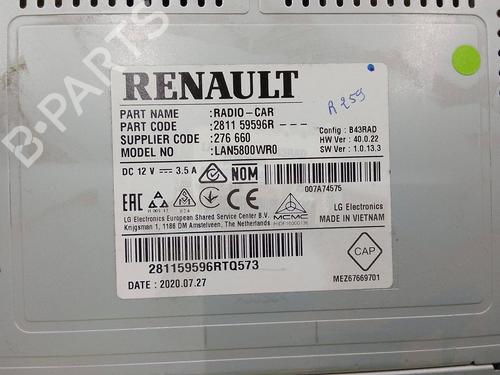 RENAULT
R 259
PART NAME :RADIO-CAR
PART CODE :2811 59596R ---
SUPPLIER CODE :276 660
MODEL NO :LAN5800WR0
Config : B43RAD
HW Ver : 40.0.22
SW Ver : 1.0.13.3
DC 12 V 3.5 A
NOM
007A74575
EAC
CE
MCMC
LG Electronics
MADE IN VIETNAM
LG Electronics European Shared Service Center B.V.
Krijgsman 1, 1186 DM Amstelveen, The Netherlands
CAP
281159596RTQ573
DATE : 2020.07.27
MEZ67669701
B-PARTS